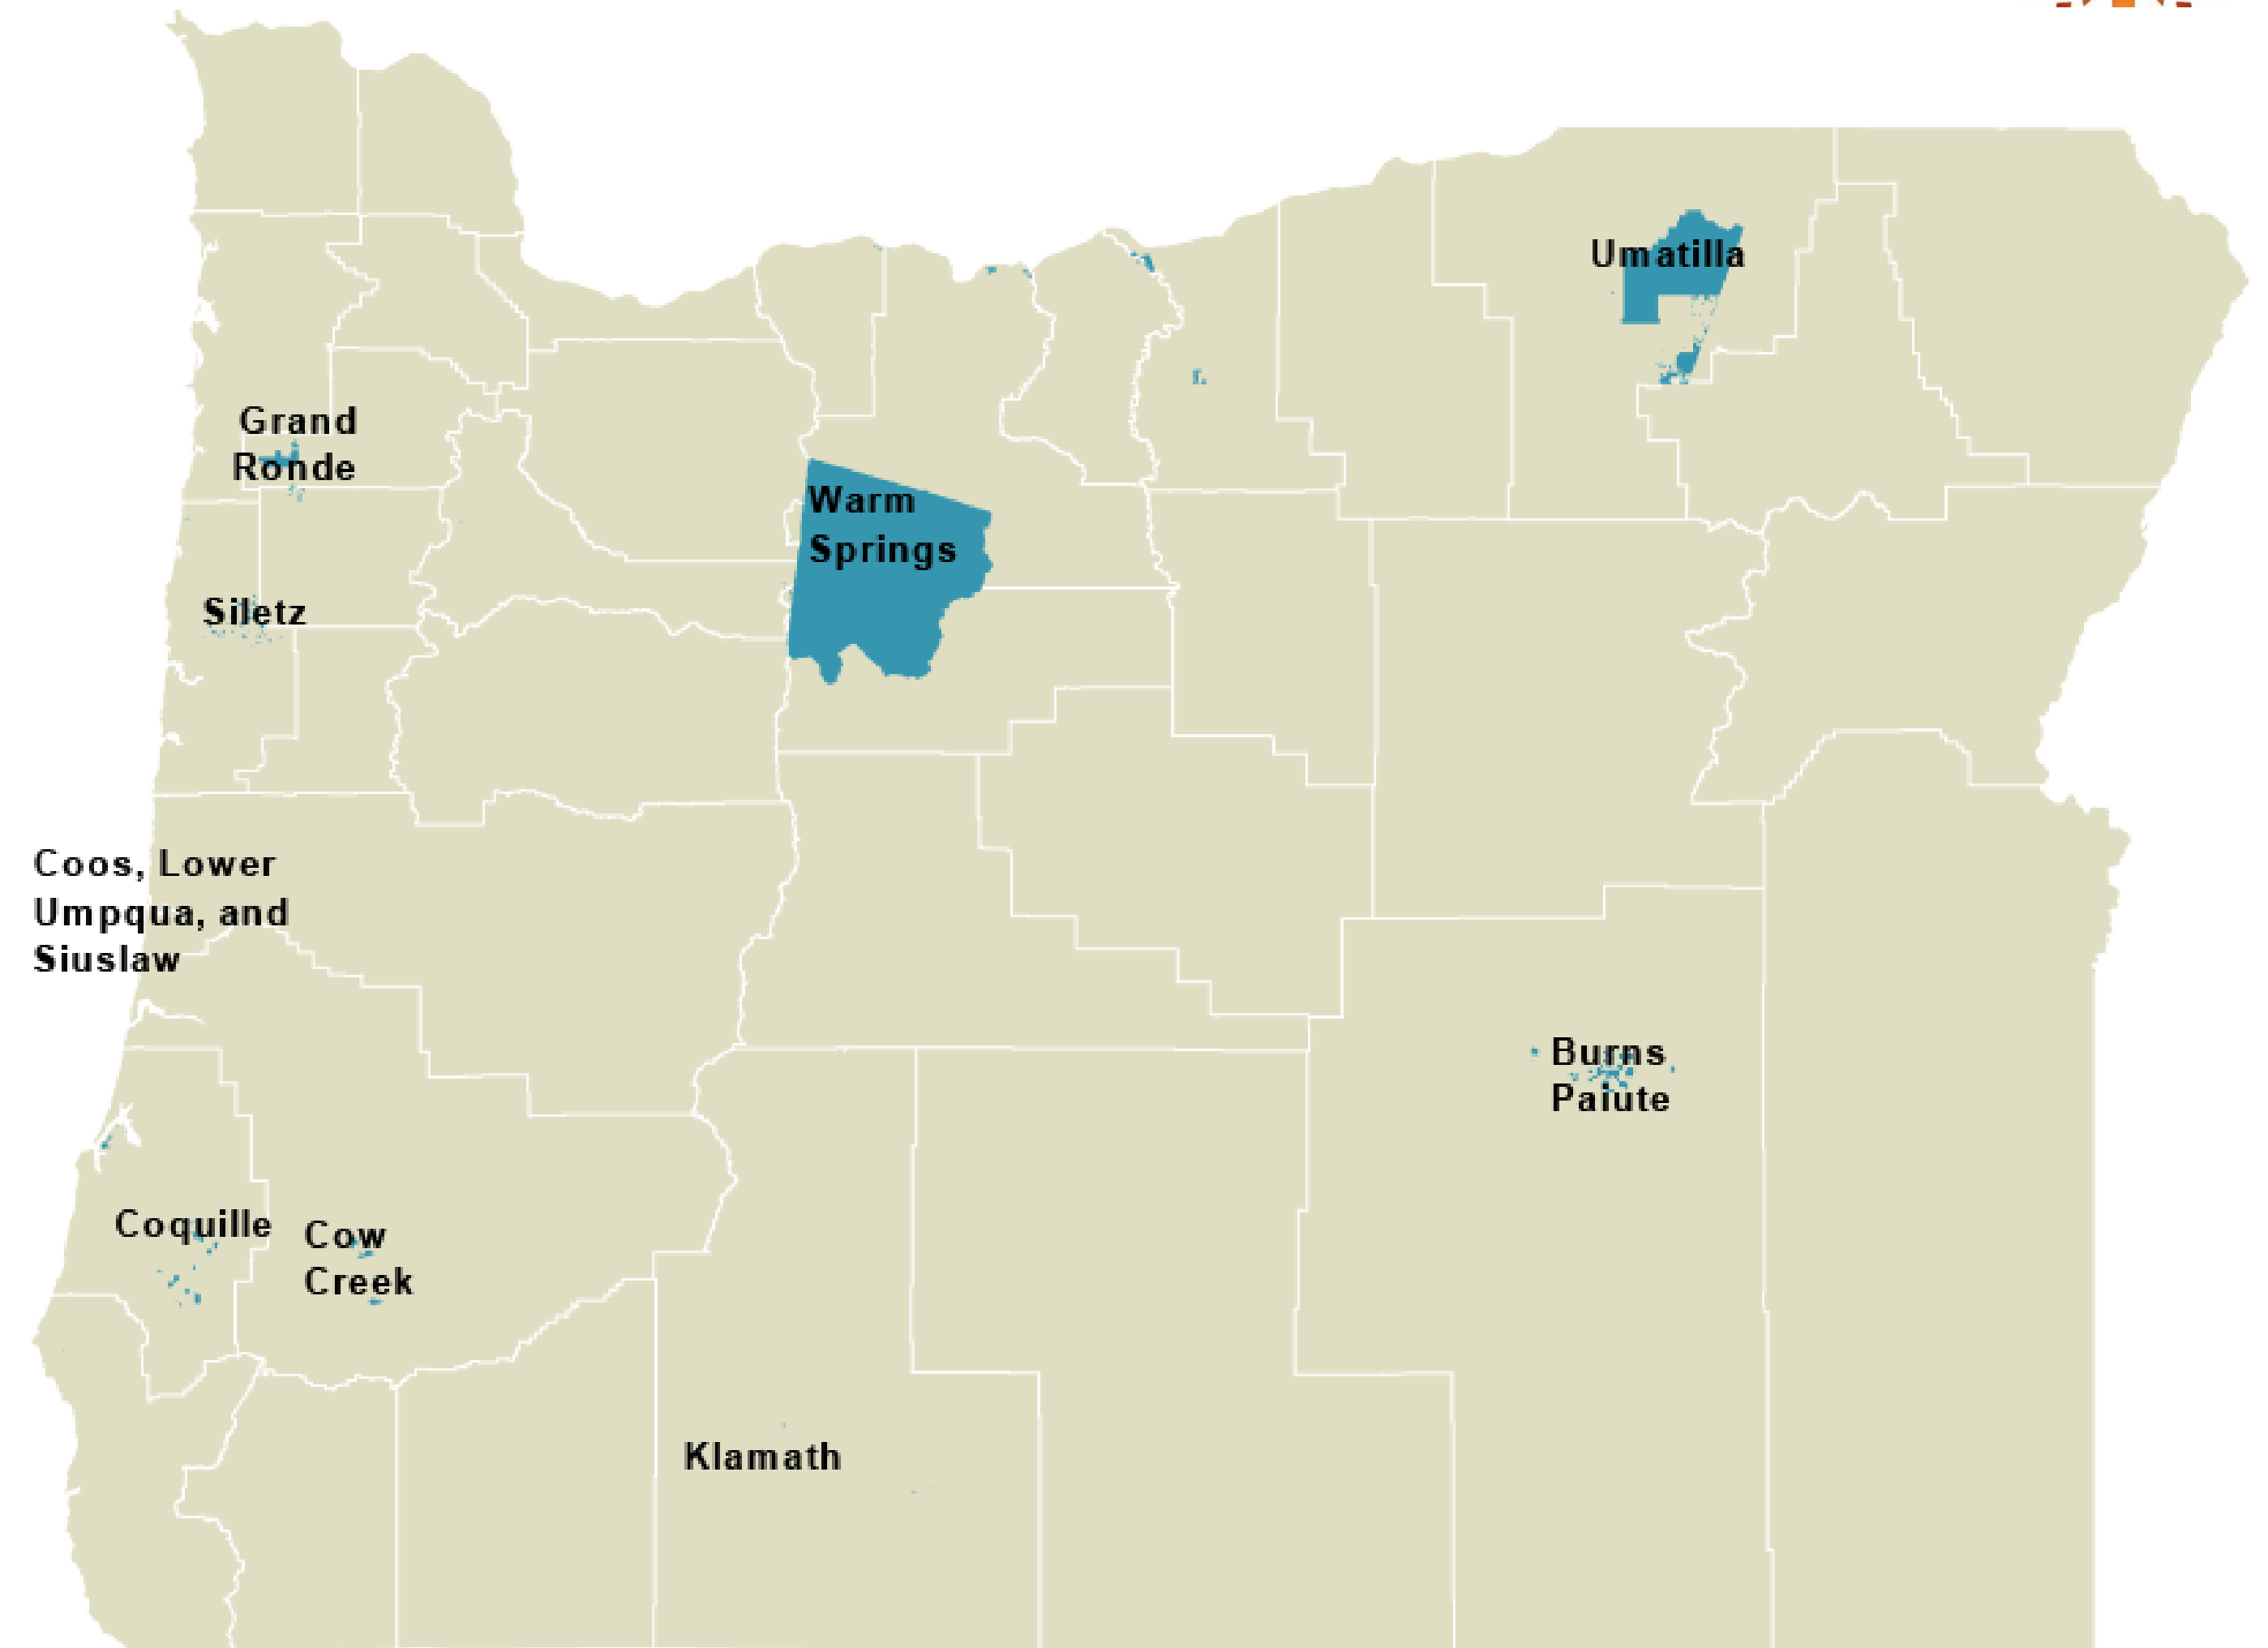 Umatilla
Grand
Ronde
Warm
Springs
Siletz
Coos, Lower
Umpqua, and
Siuslaw
Burns
Paiute
Coquille
Cow
Creek
Klamath